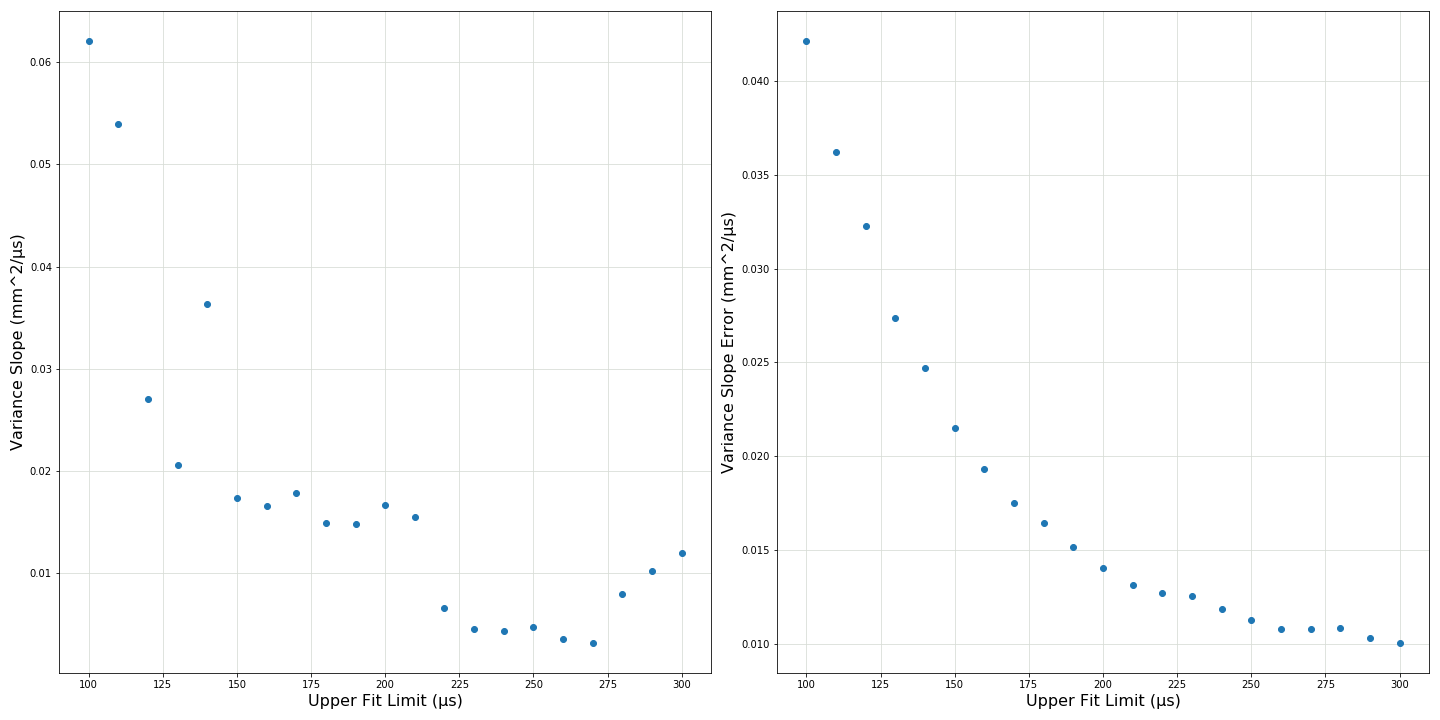 0.06
0.05
0.04
0.03
0.02
0.01
Variance Slope (mm^2/µs)
100 125 150 175 200 225 250 275 300
Upper Fit Limit (µs)
0.040
0.035
0.030
0.025
0.020
0.015
0.010
Variance Slope Error (mm^2/µs)
100 125 150 175 200 225 250 275 300
Upper Fit Limit (µs)